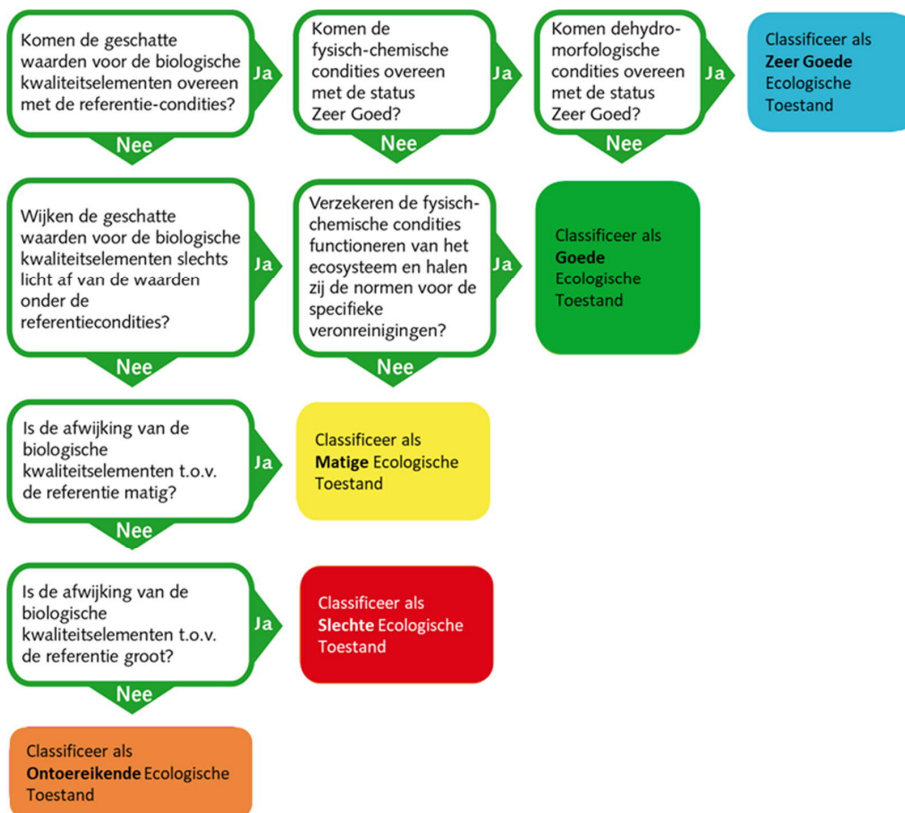 Komen de geschatte
waarden voor de biologische
kwaliteitselementen overeen
met de referentie-condities?
Ja
Nee
Komen de
fysisch-chemische
condities overeen
met de status
Zeer Goed?
Ja
Nee
Komen dehydro-
morfologische
condities overeen
met de status
Zeer Goed?
Ja
Nee
Classificeer als
Zeer Goede
Ecologische
Toestand
Wijken de geschatte
waarden voor de biologische
kwaliteitselementen slechts
licht af van de waarden
onder de
referentiecondities?
Ja
Nee
Verzekeren de fysisch-
chemische condities
functioneren van het
ecosysteem en halen
zij de normen voor de
specifieke
veronreinigingen?
Ja
Nee
Classificeer als
Goede
Ecologische
Toestand
Is de afwijking van de
biologische
kwaliteitselementen t.o.v.
de referentie matig?
Ja
Nee
Classificeer als
Matige Ecologische
Toestand
Is de afwijking van de
biologische
kwaliteitselementen t.o.v.
de referentie groot?
Ja
Nee
Classificeer als
Slechte Ecologische
Toestand
Classificeer als
Ontoereikende Ecologische
Toestand